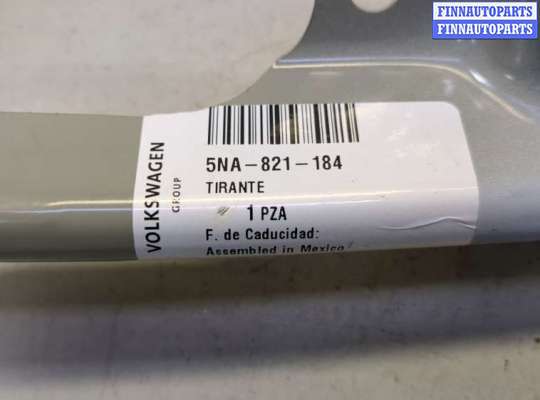 FINNAUTOPARTS
FINNAUTOPARTS
VOLKSWAGEN
GROUP
5NA-821-184
TIRANTE
1 PZA
F. de Caducidad:
Assembled in Mexico